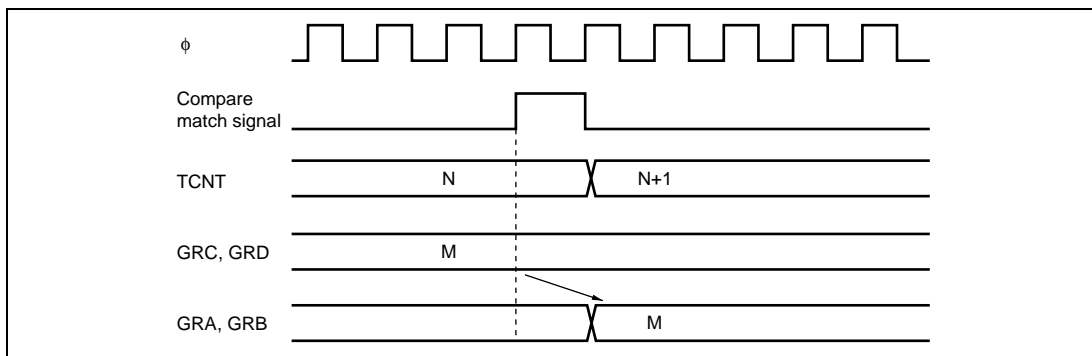 ϕ
Compare
match signal
TCNT N N+1
GRC, GRD M
GRA, GRB M